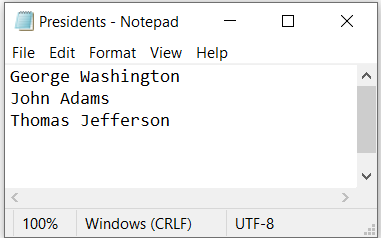 Presidents - Notepad
File Edit Format View Help
George Washington
John Adams
Thomas Jefferson
100% Windows (CRLF) UTF-8